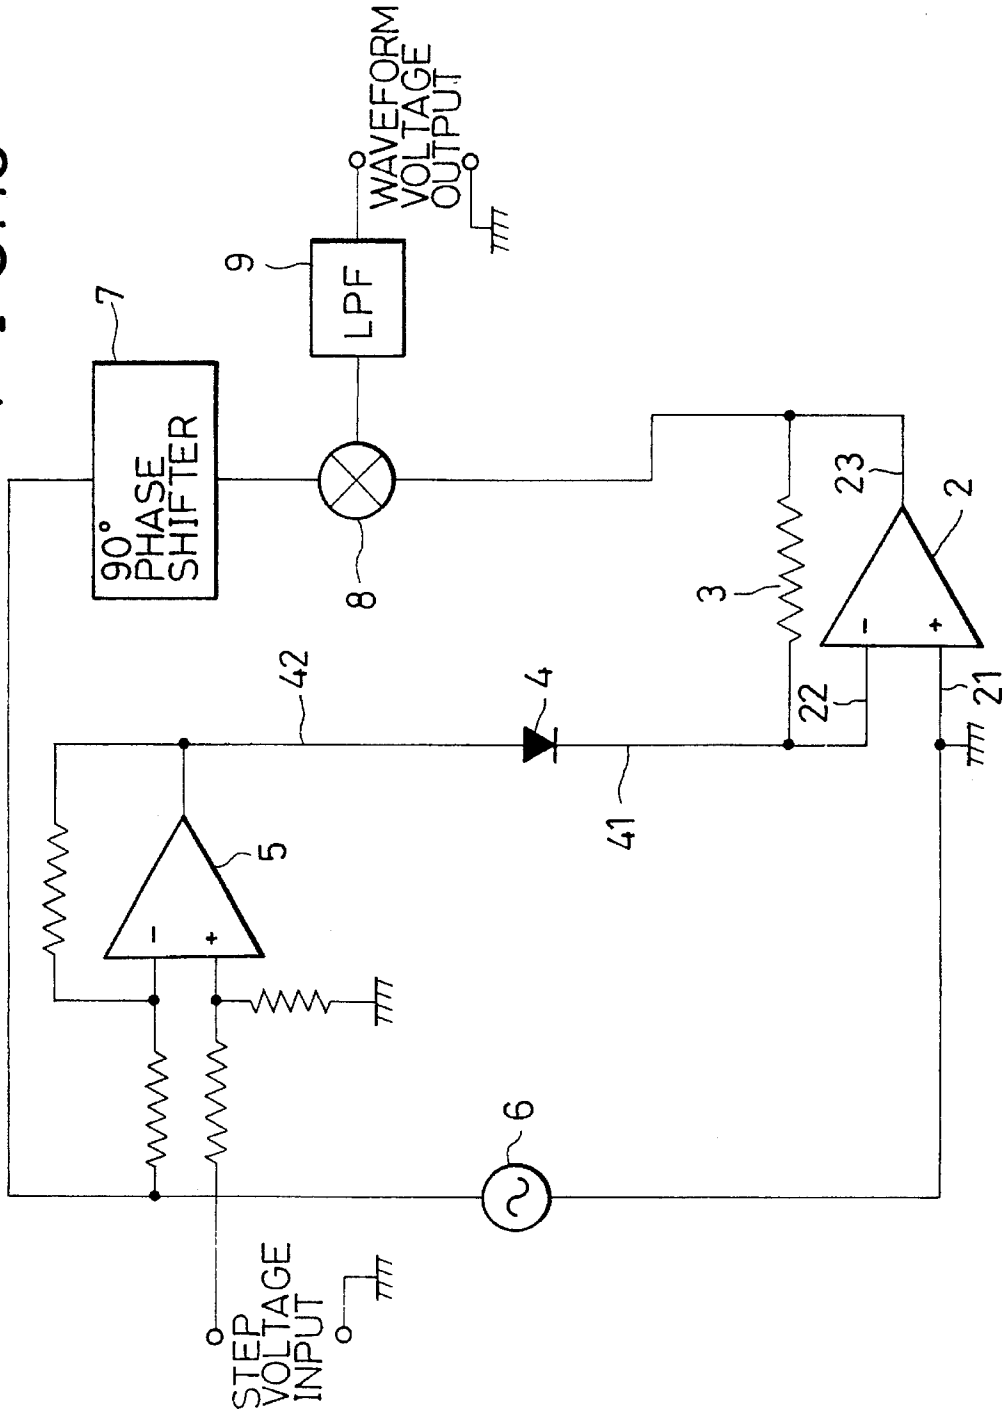 7
90°
PHASE
SHIFTER
9
LPF
WAVEFORM
VOLTAGE
OUTPUT
8
42
4
41
5
−
+
3
23
2
22
21
−
+
6
STEP
VOLTAGE
INPUT